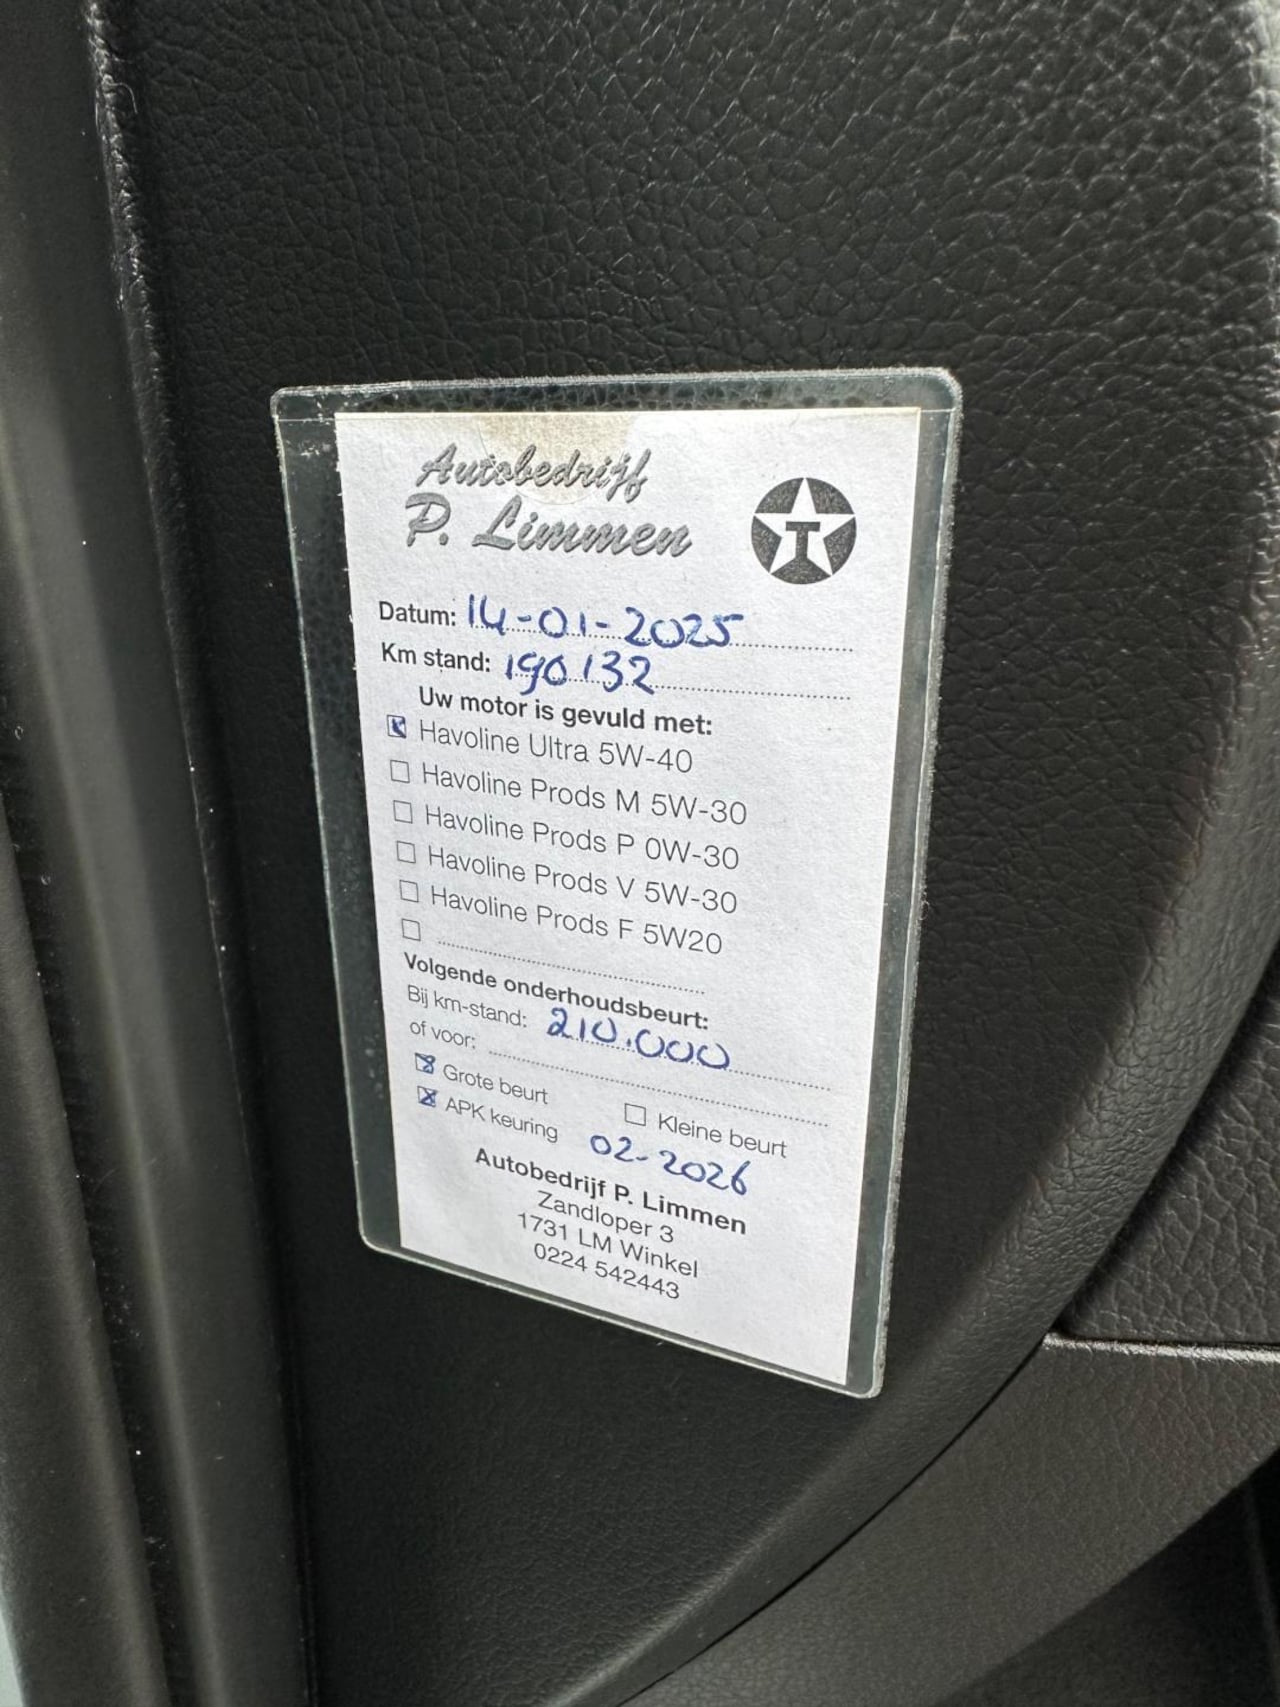 Autobedrijf
P. Limmen
T
Datum: 14-01-2025
Km stand: 190132
Uw motor is gevuld met:
Havoline Ultra 5W-40
Havoline Prods M 5W-30
Havoline Prods P 0W-30
Havoline Prods V 5W-30
Havoline Prods F 5W20
Volgende onderhoudsbeurt:
Bij km-stand: 210.000
of voor:
Grote beurt Kleine beurt
APK keuring 02-2026
Autobedrijf P. Limmen
Zandloper 3
1731 LM Winkel
0224 542443